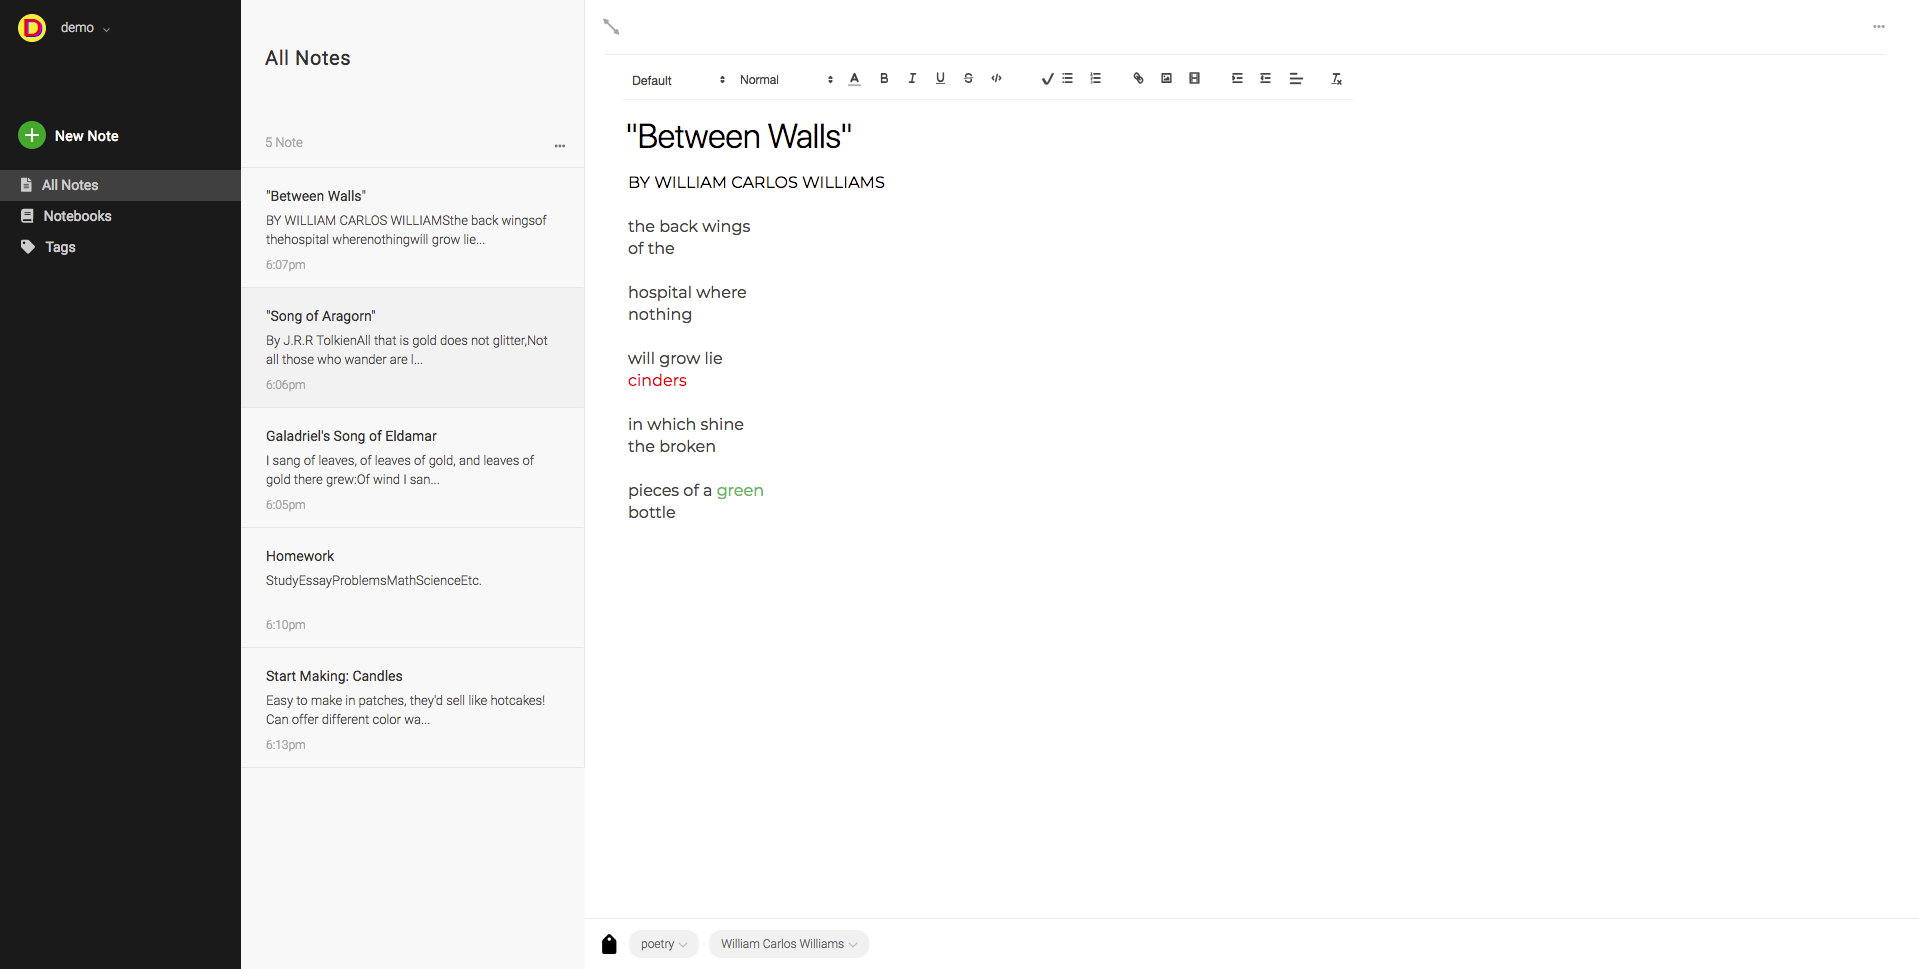 D demo
New Note
All Notes
Notebooks
Tags
All Notes
5 Note
"Between Walls"
BY WILLIAM CARLOS WILLIAMSthe back wingsof
thehospital wherenothingwill grow lie...
6:07pm
"Song of Aragorn"
By J.R.R TolkienAll that is gold does not glitter,Not
all those who wander are l...
6:06pm
Galadriel's Song of Eldamar
I sang of leaves, of leaves of gold, and leaves of
gold there grew:Of wind I san...
6:05pm
Homework
StudyEssayProblemsMathScienceEtc.
6:10pm
Start Making: Candles
Easy to make in patches, they'd sell like hotcakes!
Can offer different color wa...
6:13pm
Default Normal A B I U S </>
"Between Walls"
BY WILLIAM CARLOS WILLIAMS
the back wings
of the
hospital where
nothing
will grow lie
cinders
in which shine
the broken
pieces of a green
bottle
poetry William Carlos Williams